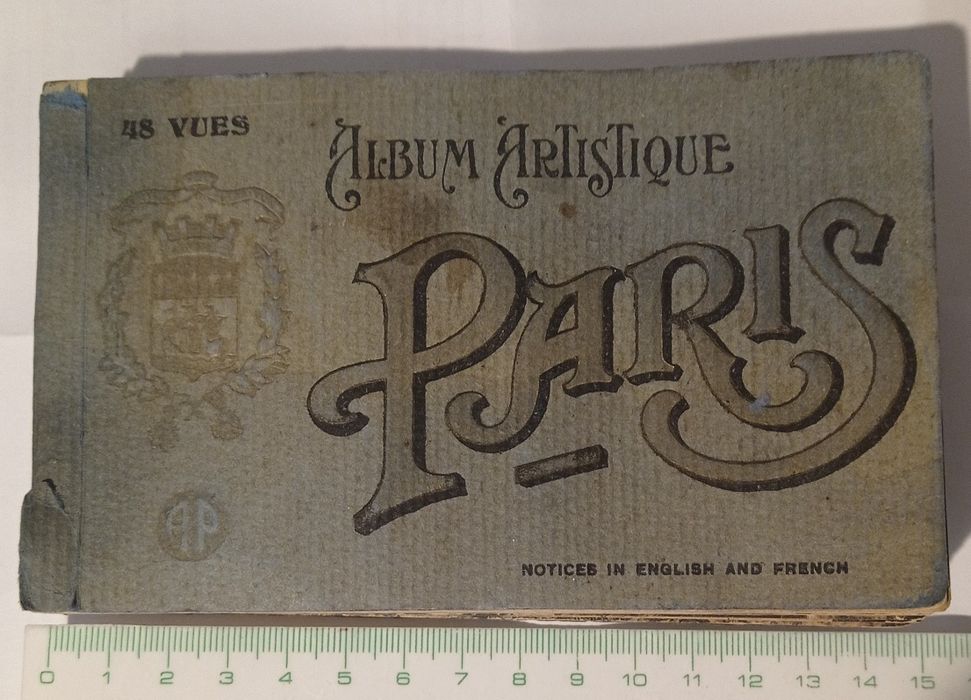 48 VUES
ALBUM ARTISTIQUE
PARIS
AP
NOTICES IN ENGLISH AND FRENCH
0 1 2 3 4 5 6 7 8 9 10 11 12 13 14 15